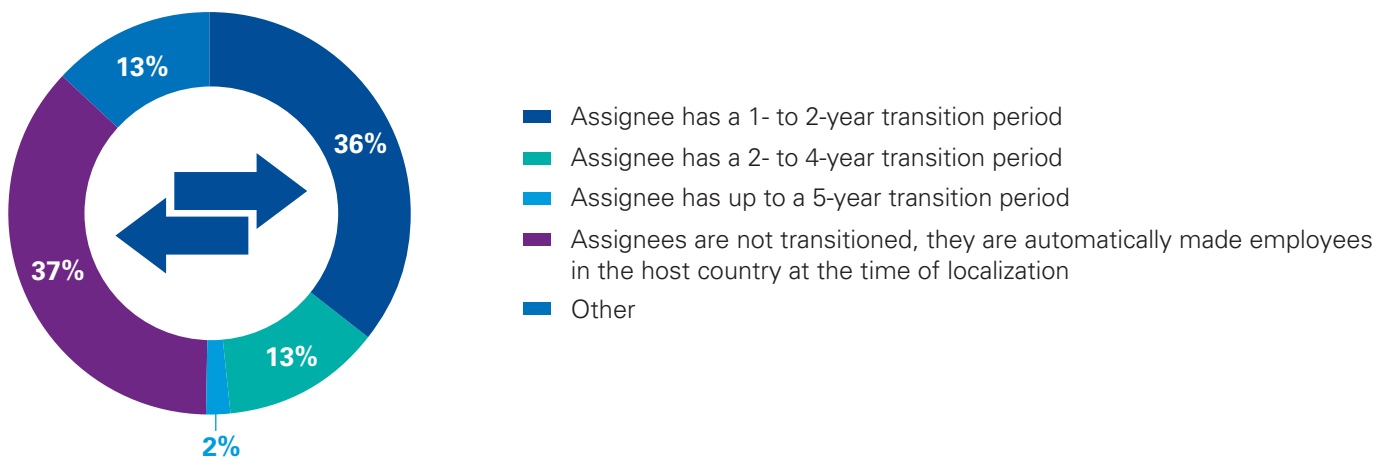 13%
36%
37%
13%
2%
Assignee has a 1- to 2-year transition period
Assignee has a 2- to 4-year transition period
Assignee has up to a 5-year transition period
Assignees are not transitioned, they are automatically made employees
in the host country at the time of localization
Other